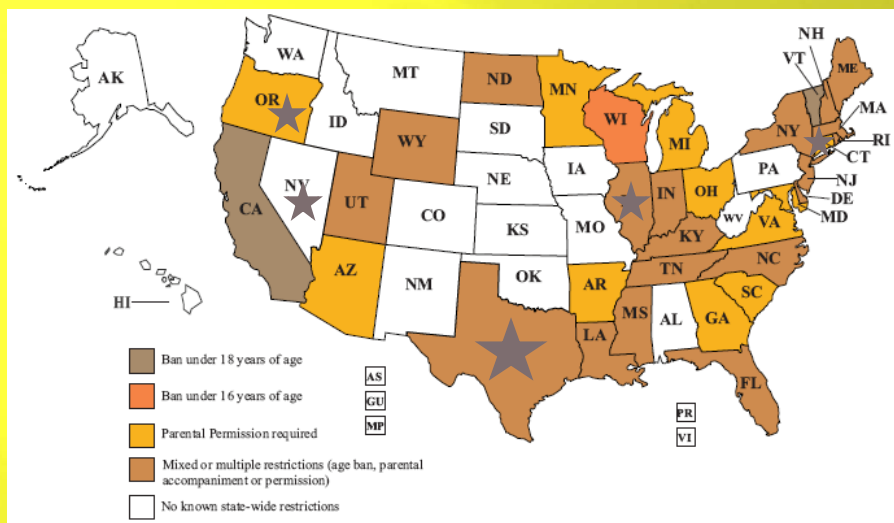 NH
VT
WA
ME
AK
MT
ND
MN
OR
MA
ID
SD
WI
NY
WY
MI
RI
CT
IA
PA
NE
NJ
NV
OH
IN
DE
UT
CA
CO
MD
WV
VA
KS
MO
KY
NC
TN
AZ
OK
NM
AR
SC
HI
MS
AL
GA
LA
Ban under 18 years of age
FL
AS
Ban under 16 years of age
GU
PR
MP
VI
Parental Permission required
Mixed or multiple restrictions (age ban, parental
accompaniment or permission)
No known state-wide restrictions